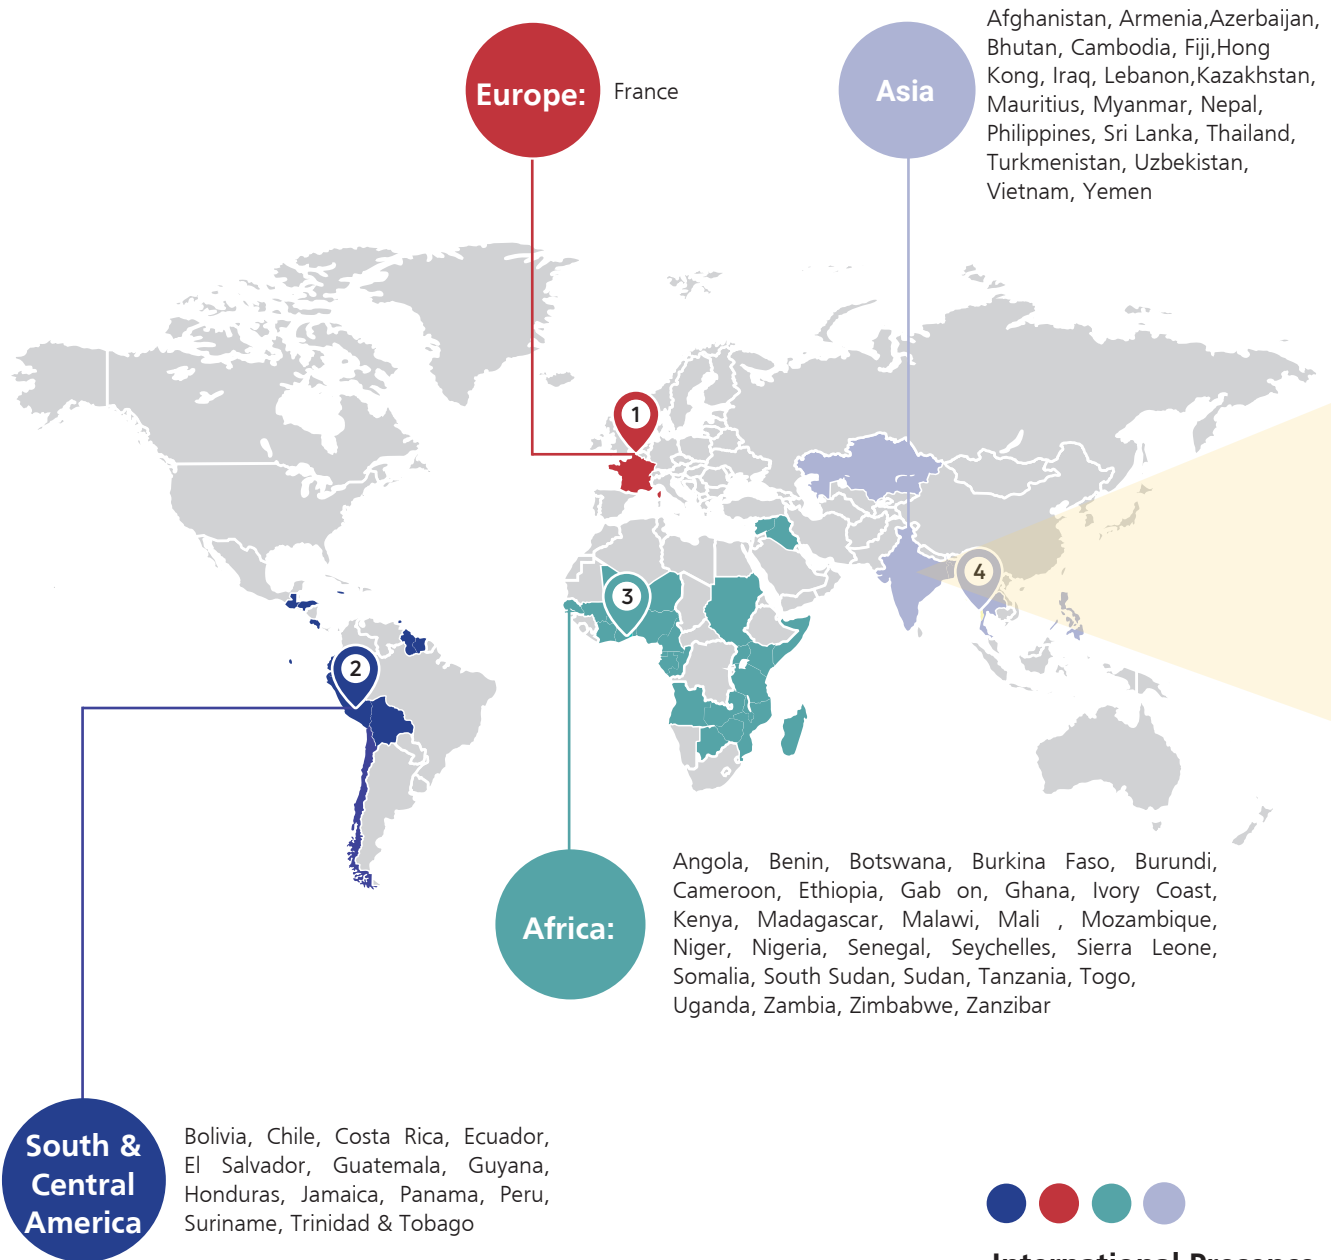 Europe:
France
Asia
Afghanistan, Armenia,Azerbaijan,
Bhutan, Cambodia, Fiji,Hong
Kong, Iraq, Lebanon,Kazakhstan,
Mauritius, Myanmar, Nepal,
Philippines, Sri Lanka, Thailand,
Turkmenistan, Uzbekistan,
Vietnam, Yemen
1
4
3
2
Africa:
Angola, Benin, Botswana, Burkina Faso, Burundi,
Cameroon, Ethiopia, Gab on, Ghana, Ivory Coast,
Kenya, Madagascar, Malawi, Mali , Mozambique,
Niger, Nigeria, Senegal, Seychelles, Sierra Leone,
Somalia, South Sudan, Sudan, Tanzania, Togo,
Uganda, Zambia, Zimbabwe, Zanzibar
South &
Central
America
Bolivia, Chile, Costa Rica, Ecuador,
El Salvador, Guatemala, Guyana,
Honduras, Jamaica, Panama, Peru,
Suriname, Trinidad & Tobago
International Presence